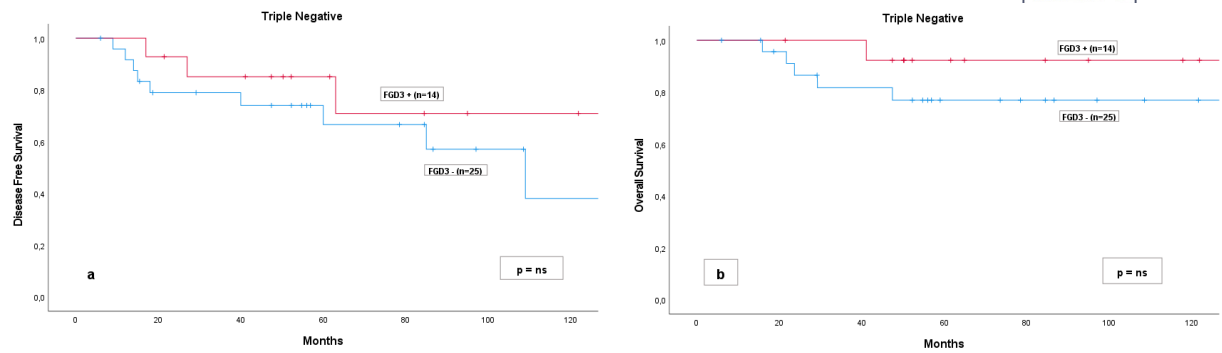 Triple Negative
Disease Free Survival
1,0
0,8
0,6
0,4
0,2
0,0
FGD3 + (n=14)
FGD3 - (n=25)
a
p = ns
0 20 40 60 80 100 120
Months
Triple Negative
Overall Survival
1,0
0,8
0,6
0,4
0,2
0,0
FGD3 + (n=14)
FGD3 - (n=25)
b
p = ns
0 20 40 60 80 100 120
Months